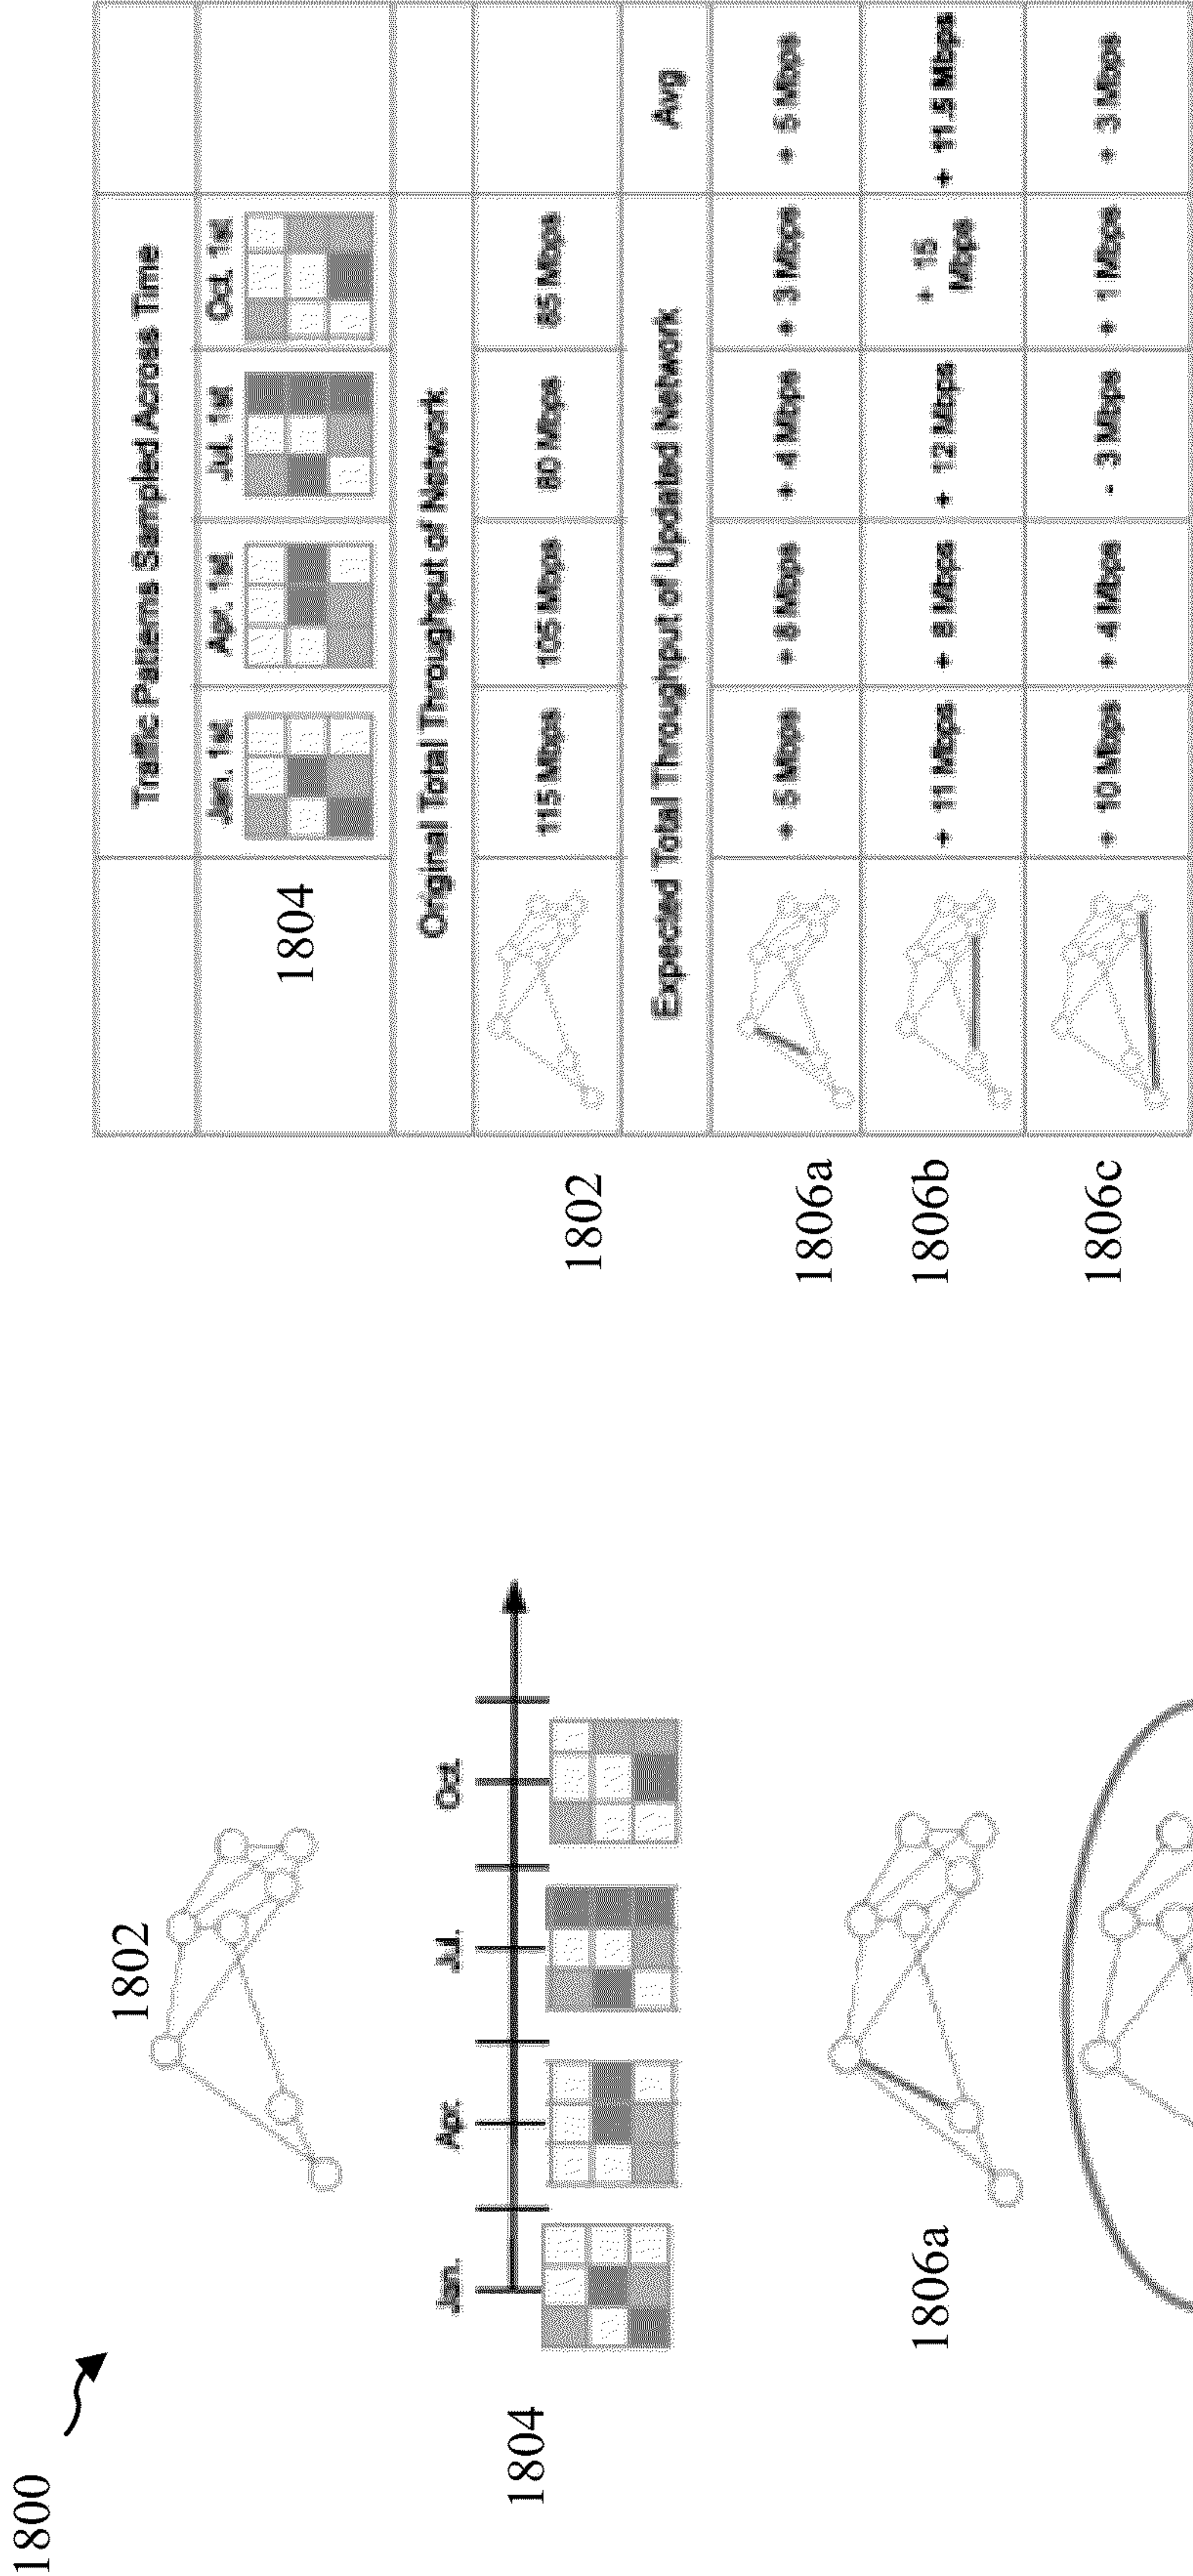 1800
1802
Jan. Apr. Jul. Oct.
1804
1806a
Traffic Patterns Sampled Across Time
Jan. 1st Apr. 1st Jul. 1st Oct. 1st
1804
Original Total Throughput of Network
1802
115 Mbps 105 Mbps Mbps Mbps
Expected Total Throughput of Updated Network Avg
1806a
+ 5 Mbps + 8 Mbps + 4 Mbps + 3 Mbps + 5 Mbps
1806b
+ 11 Mbps + 8 Mbps + 12 Mbps + 15
Mbps + 11.5 Mbps
1806c
+ 10 Mbps + 4 Mbps - 3 Mbps + 1 Mbps + 3 Mbps